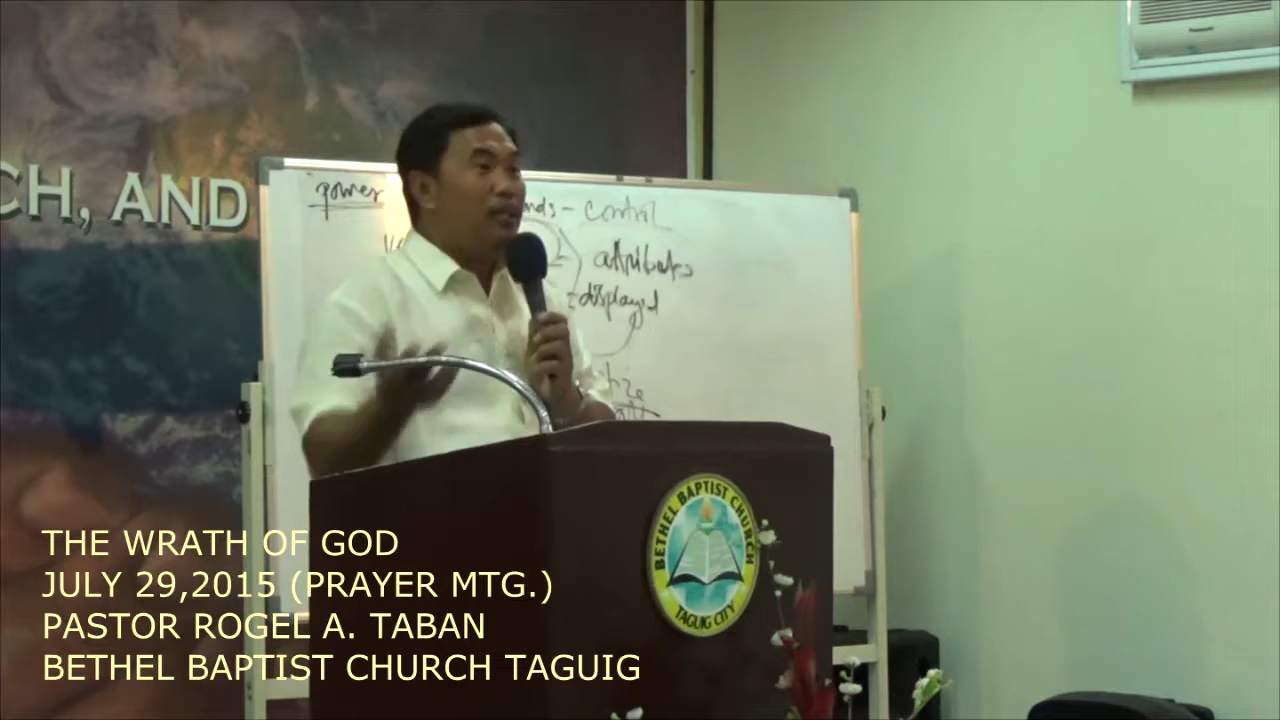 CH, AND
power
control
attributes
displayed
BETHEL BAPTIST CHURCH
TAGUIG CITY
THE WRATH OF GOD
JULY 29,2015 (PRAYER MTG.)
PASTOR ROGEL A. TABAN
BETHEL BAPTIST CHURCH TAGUIG
Panasonic